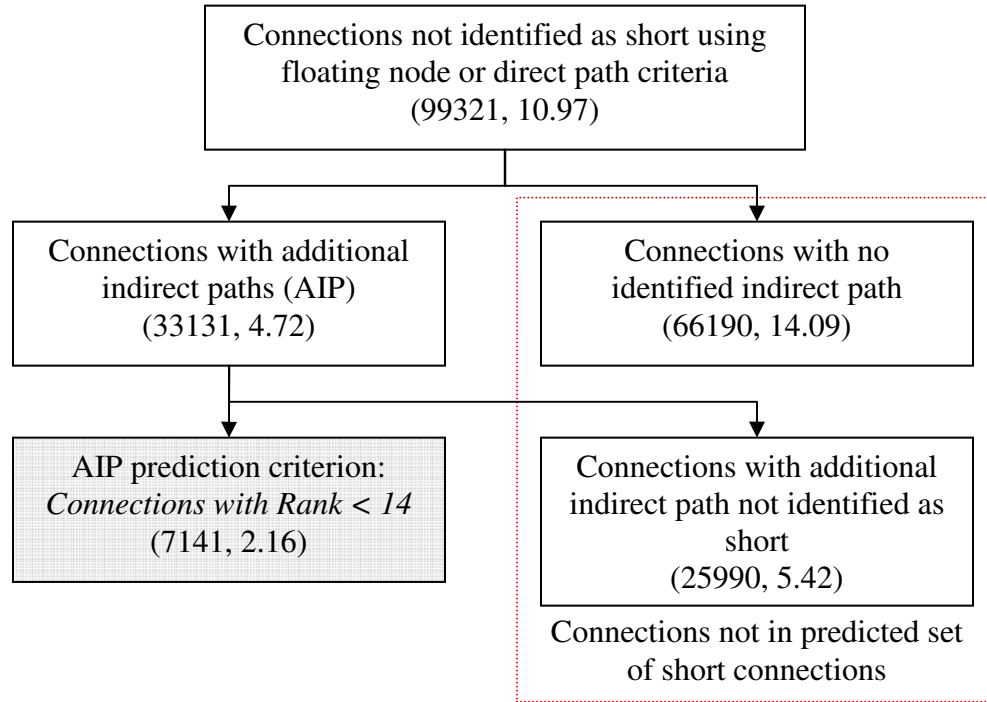 Connections not identified as short using
floating node or direct path criteria
(99321, 10.97)
Connections with additional
indirect paths (AIP)
(33131, 4.72)
Connections with no
identified indirect path
(66190, 14.09)
AIP prediction criterion:
Connections with Rank < 14
(7141, 2.16)
Connections with additional
indirect path not identified as
short
(25990, 5.42)
Connections not in predicted set
of short connections